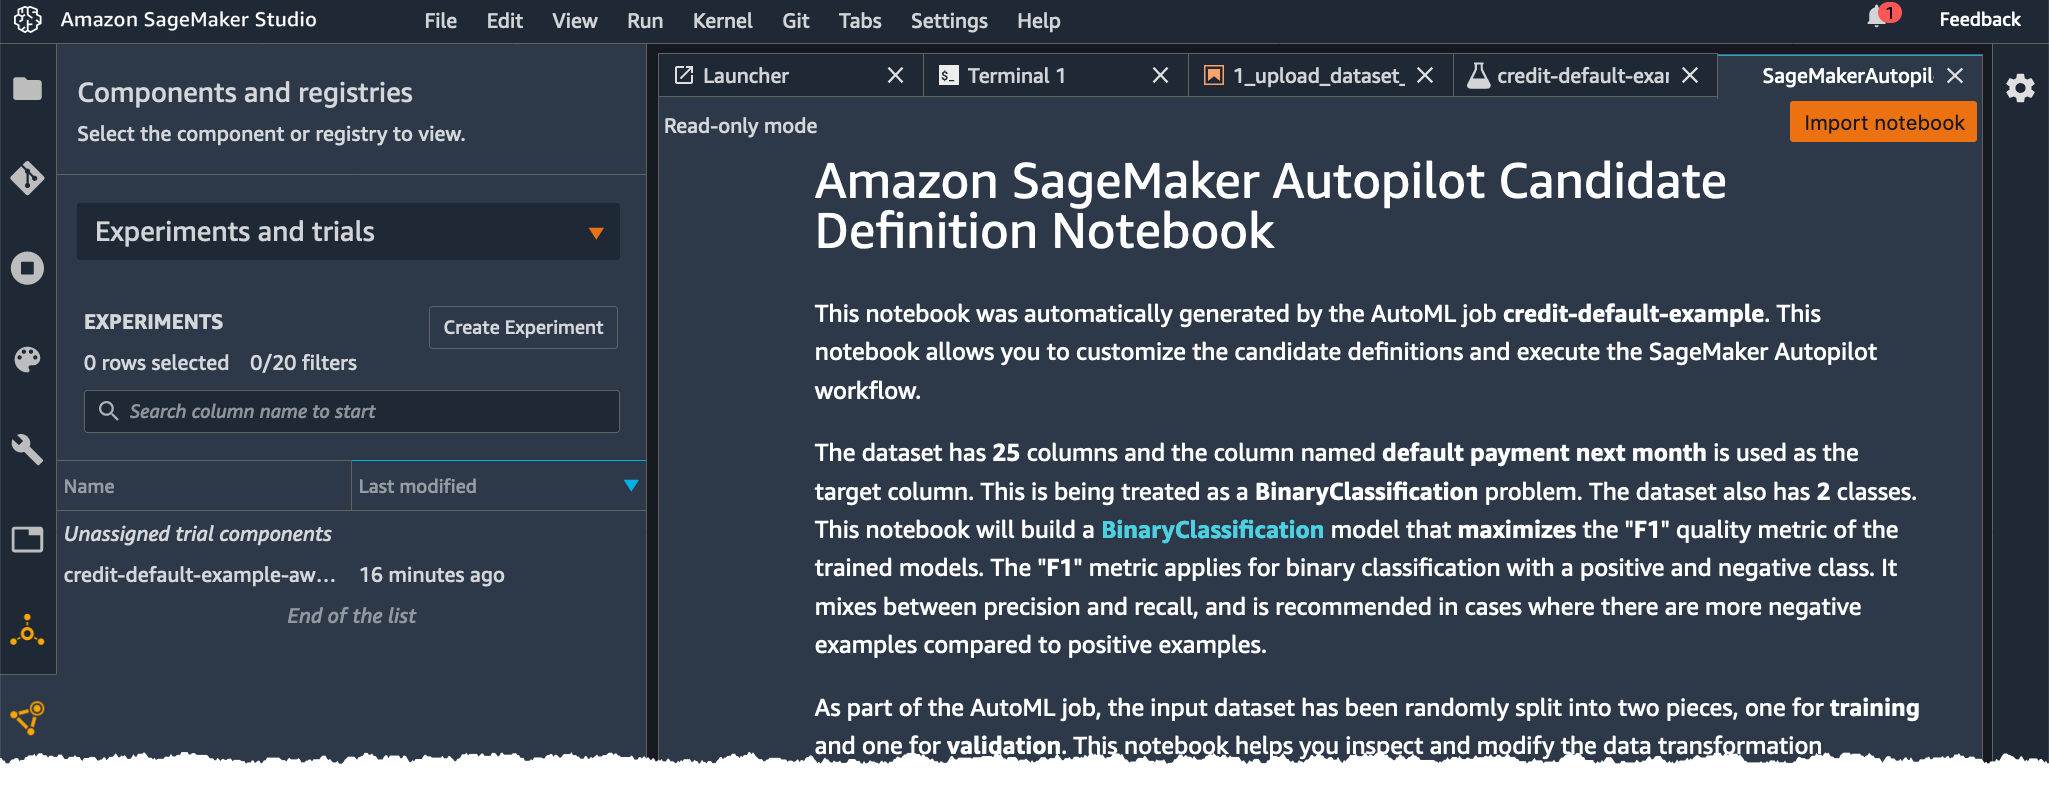 Amazon SageMaker Studio
File Edit View Run Kernel Git Tabs Settings Help
1
Feedback
Components and registries
Select the component or registry to view.
Experiments and trials
EXPERIMENTS
Create Experiment
0 rows selected 0/20 filters
Search column name to start
Name Last modified
Unassigned trial components
credit-default-example-aw... 16 minutes ago
End of the list
Launcher
$_ Terminal 1
1_upload_dataset_
credit-default-exar
SageMakerAutopil
Read-only mode
Import notebook
Amazon SageMaker Autopilot Candidate
Definition Notebook
This notebook was automatically generated by the AutoML job credit-default-example. This
notebook allows you to customize the candidate definitions and execute the SageMaker Autopilot
workflow.
The dataset has 25 columns and the column named default payment next month is used as the
target column. This is being treated as a BinaryClassification problem. The dataset also has 2 classes.
This notebook will build a BinaryClassification model that maximizes the "F1" quality metric of the
trained models. The "F1" metric applies for binary classification with a positive and negative class. It
mixes between precision and recall, and is recommended in cases where there are more negative
examples compared to positive examples.
As part of the AutoML job, the input dataset has been randomly split into two pieces, one for training
and one for validation. This notebook helps you inspect and modify the data transformation